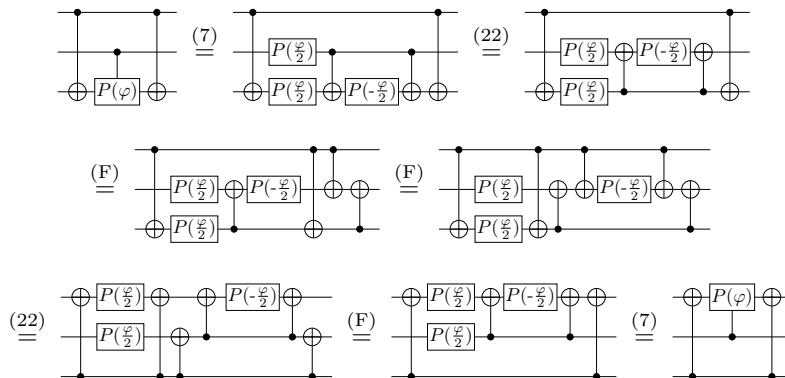 (7) (22)
= =
P(φ/2) P(φ/2) P(-φ/2)
P(φ) P(φ/2) P(-φ/2) P(φ/2)
(F) (F)
= =
P(φ/2) P(-φ/2) P(φ/2) P(-φ/2)
P(φ/2) P(φ/2)
P(φ/2) P(-φ/2) P(φ/2) P(-φ/2) P(φ)
(22) (F) (7)
= = =
P(φ/2) P(φ/2)